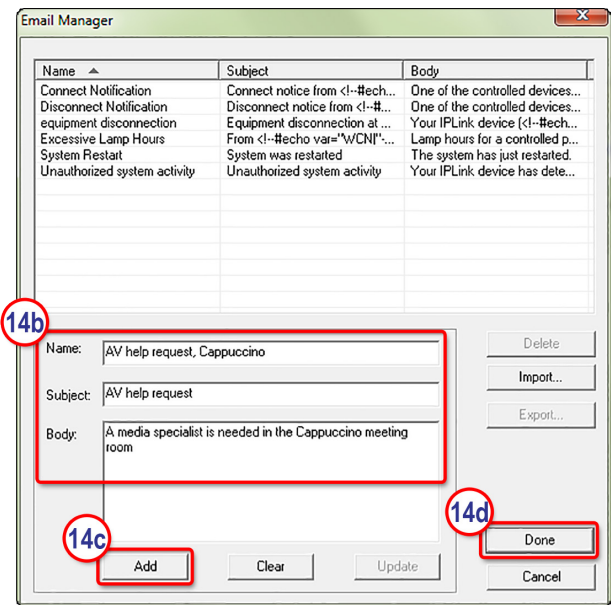 Email Manager
Name Subject Body
Connect Notification Connect notice from <!--#ech... One of the controlled devices...
Disconnect Notification Disconnect notice from <!--#... One of the controlled devices...
equipment disconnection Equipment disconnection at ... Your IPLink device (<!--#ech...
Excessive Lamp Hours From <!--#echo var="WCN|"-... Lamp hours for a controlled p...
System Restart System was restarted The system has just restarted.
Unauthorized system activity Unauthorized system activity Your IPLink device has dete...
14b
Name: AV help request, Cappuccino
Delete
Import...
Subject: AV help request
Export...
Body: A media specialist is needed in the Cappuccino meeting
room
14c
14d
Add Clear Update
Done
Cancel